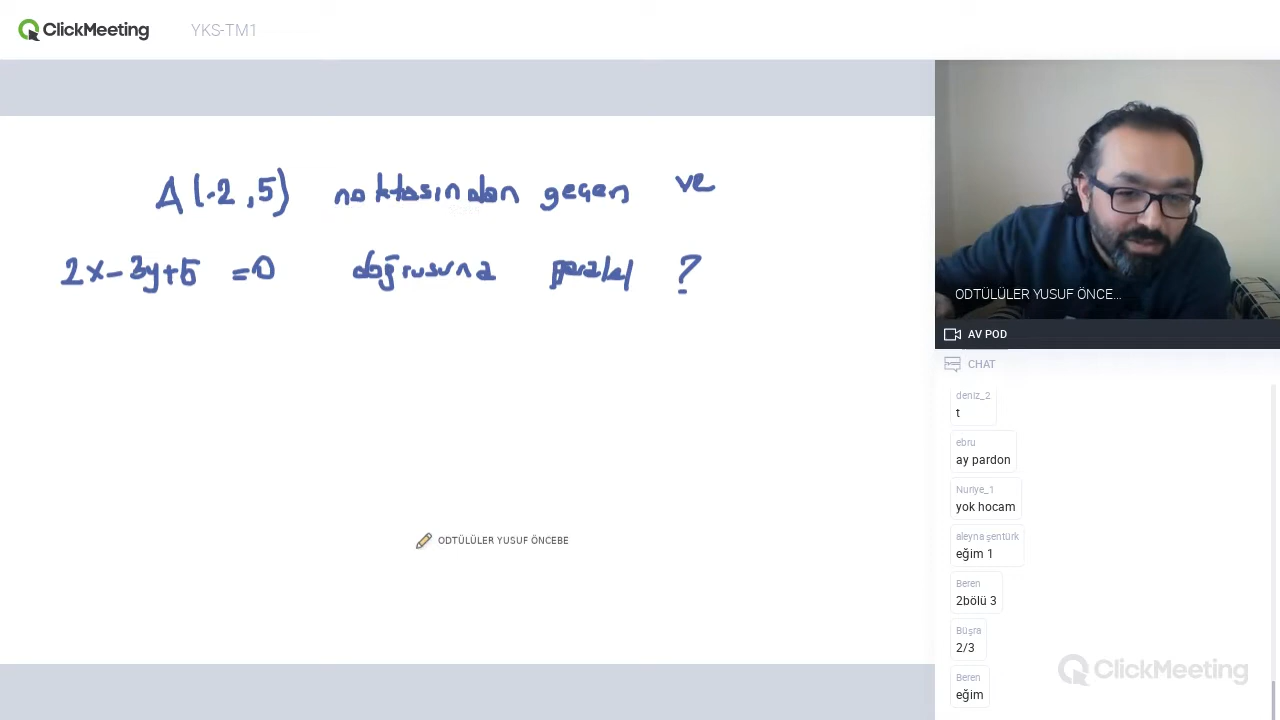 ClickMeeting
YKS-TM1
A(-2,5) noktasından geçen ve
2x-3y+5 =0 doğrusuna paralel ?
ODTÜLÜLER YUSUF ÖNCEBE
ODTÜLÜLER YUSUF ÖNCE...
AV POD
CHAT
deniz_2
t
ebru
ay pardon
Nuriye_1
yok hocam
aleyna şentürk
eğim 1
Beren
2bölü 3
Büşra
2/3
Beren
eğim
ClickMeeting